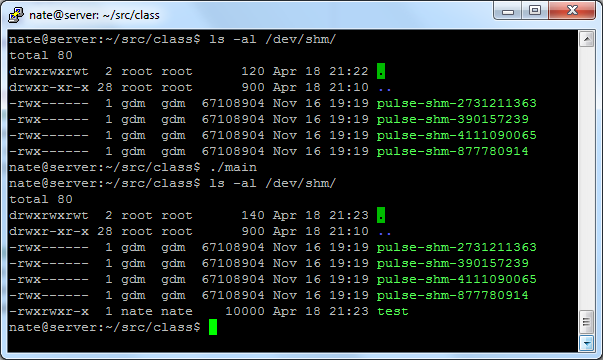 nate@server: ~/src/class
nate@server:~/src/class$ ls -al /dev/shm/
total 80
drwxrwxrwt  2 root root      120 Apr 18 21:22 .
drwxr-xr-x 28 root root      900 Apr 18 21:10 ..
-rwx------  1 gdm  gdm  67108904 Nov 16 19:19 pulse-shm-2731211363
-rwx------  1 gdm  gdm  67108904 Nov 16 19:19 pulse-shm-390157239
-rwx------  1 gdm  gdm  67108904 Nov 16 19:19 pulse-shm-4111090065
-rwx------  1 gdm  gdm  67108904 Nov 16 19:19 pulse-shm-877780914
nate@server:~/src/class$ ./main
nate@server:~/src/class$ ls -al /dev/shm/
total 80
drwxrwxrwt  2 root root      140 Apr 18 21:23 .
drwxr-xr-x 28 root root      900 Apr 18 21:10 ..
-rwx------  1 gdm  gdm  67108904 Nov 16 19:19 pulse-shm-2731211363
-rwx------  1 gdm  gdm  67108904 Nov 16 19:19 pulse-shm-390157239
-rwx------  1 gdm  gdm  67108904 Nov 16 19:19 pulse-shm-4111090065
-rwx------  1 gdm  gdm  67108904 Nov 16 19:19 pulse-shm-877780914
-rwxrwxr-x  1 nate nate    10000 Apr 18 21:23 test
nate@server:~/src/class$